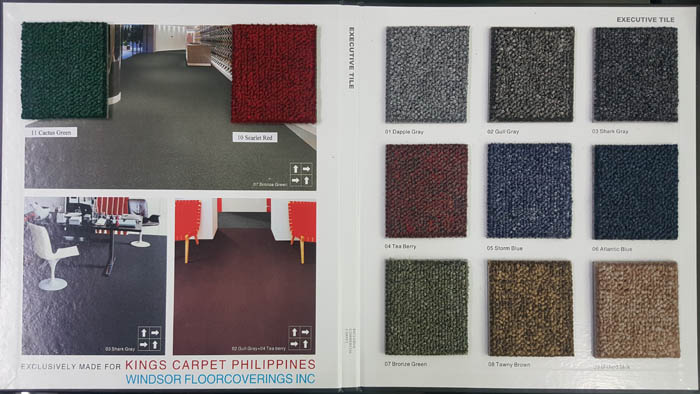 11 Cactus Green
10 Scarlet Red
07 Bronze Green
03 Shark Gray
02 Gull Gray+04 Tea berry
EXCLUSIVELY MADE FOR KINGS CARPET PHILIPPINES
WINDSOR FLOORCOVERINGS INC
EXECUTIVE TILE
EXECUTIVE TILE
01 Dapple Gray
02 Gull Gray
03 Shark Gray
04 Tea Berry
05 Storm Blue
06 Atlantic Blue
07 Bronze Green
08 Tawny Brown